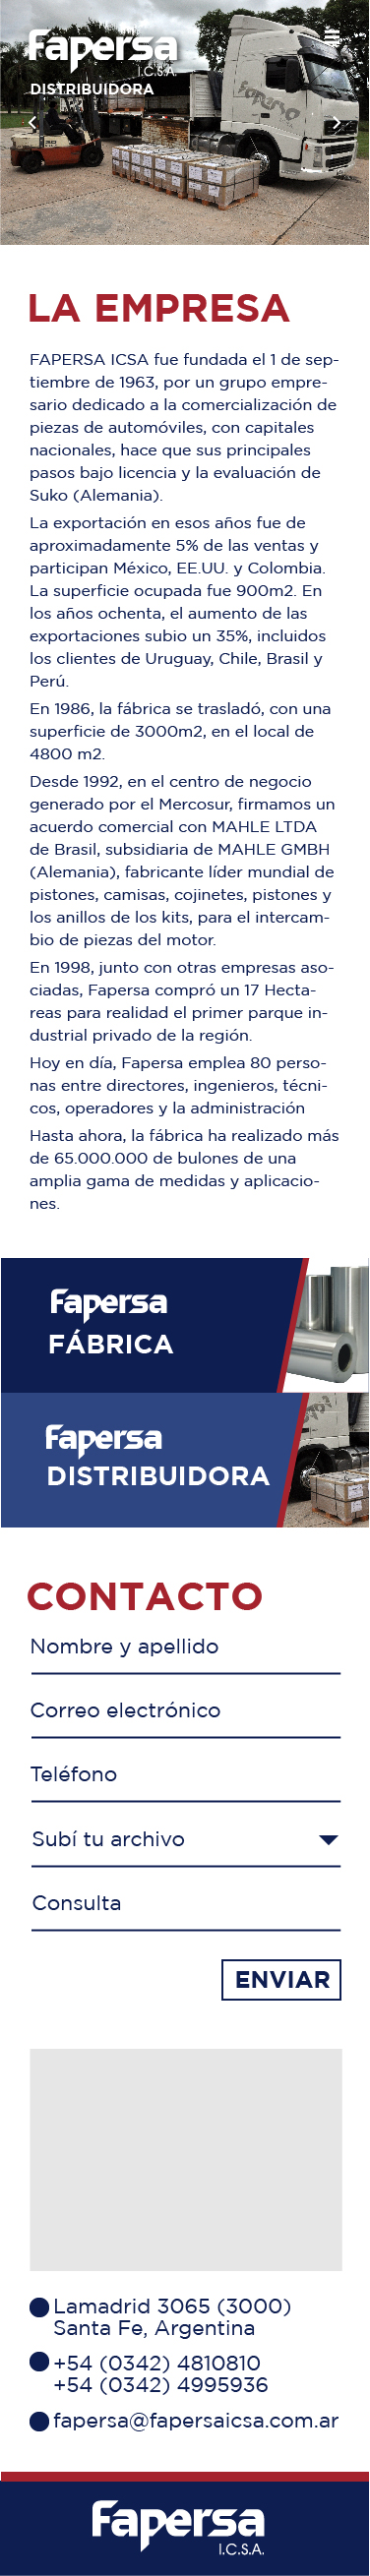 Fapersa
I.C.S.A.
DISTRIBUIDORA
Fapersa
LA EMPRESA
FAPERSA ICSA fue fundada el 1 de sep-
tiembre de 1963, por un grupo empre-
sario dedicado a la comercialización de
piezas de automóviles, con capitales
nacionales, hace que sus principales
pasos bajo licencia y la evaluación de
Suko (Alemania).
La exportación en esos años fue de
aproximadamente 5% de las ventas y
participan México, EE.UU. y Colombia.
La superficie ocupada fue 900m2. En
los años ochenta, el aumento de las
exportaciones subio un 35%, incluidos
los clientes de Uruguay, Chile, Brasil y
Perú.
En 1986, la fábrica se trasladó, con una
superficie de 3000m2, en el local de
4800 m2.
Desde 1992, en el centro de negocio
generado por el Mercosur, firmamos un
acuerdo comercial con MAHLE LTDA
de Brasil, subsidiaria de MAHLE GMBH
(Alemania), fabricante líder mundial de
pistones, camisas, cojinetes, pistones y
los anillos de los kits, para el intercam-
bio de piezas del motor.
En 1998, junto con otras empresas aso-
ciadas, Fapersa compró un 17 Hecta-
reas para realidad el primer parque in-
dustrial privado de la región.
Hoy en día, Fapersa emplea 80 perso-
nas entre directores, ingenieros, técni-
cos, operadores y la administración
Hasta ahora, la fábrica ha realizado más
de 65.000.000 de bulones de una
amplia gama de medidas y aplicacio-
nes.
Fapersa
FÁBRICA
Fapersa
DISTRIBUIDORA
CONTACTO
Nombre y apellido
Correo electrónico
Teléfono
Subí tu archivo
Consulta
ENVIAR
Lamadrid 3065 (3000)
Santa Fe, Argentina
+54 (0342) 4810810
+54 (0342) 4995936
fapersa@fapersaicsa.com.ar
Fapersa
I.C.S.A.